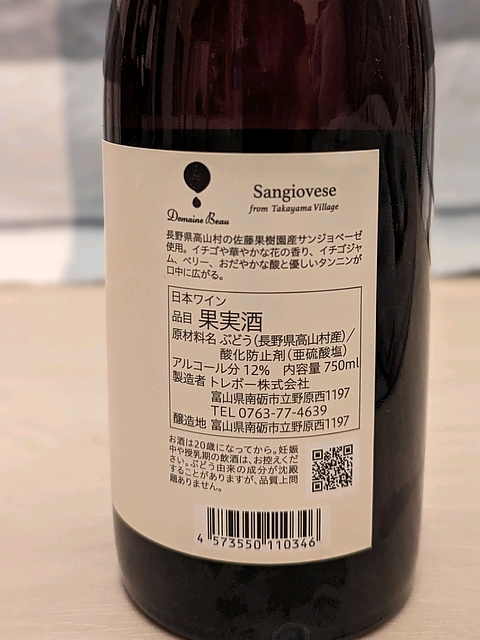 Domaine Beau
Sangiovese
from Takayama Village
長野県高山村の佐藤果樹園産サンジョベーゼ
使用。イチゴや華やかな花の香り、イチゴジャ
ム、ベリー、おだやかな酸と優しいタンニンが
口中に広がる。
日本ワイン
品目 果実酒
原材料名 ぶどう(長野県高山村産)/
酸化防止剤(亜硫酸塩)
アルコール分 12% 内容量 750ml
製造者 トレボー株式会社
富山県南砺市立野原西1197
TEL 0763-77-4639
醸造地 富山県南砺市立野原西1197
お酒は20歳になってから。妊娠
中や授乳期の飲酒は、お控えくだ
さい。ぶどう由来の成分が沈殿
することがありますが、品質上問
題ありません。
4 573550 110346